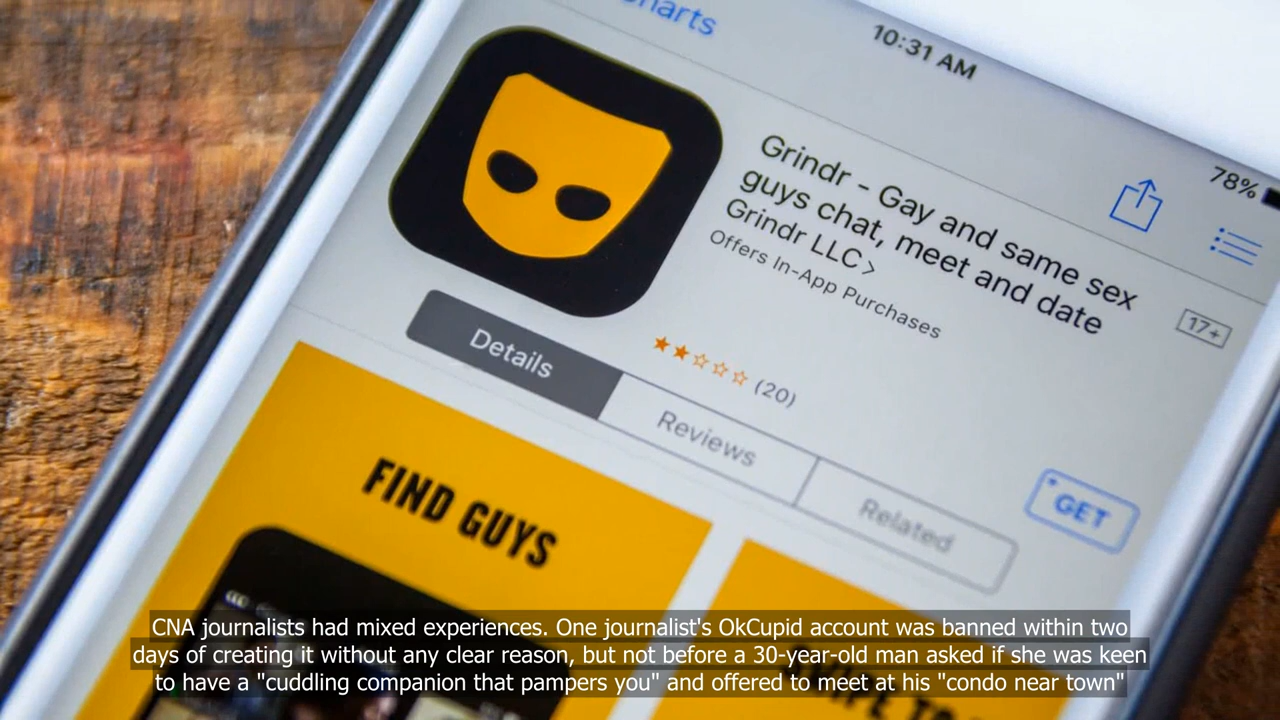 Charts
10:31 AM
78%
Grindr - Gay and same sex
guys chat, meet and date
Grindr LLC >
17+
Offers In-App Purchases
(20)
Details
Reviews
Related
GET
FIND GUYS
CNA journalists had mixed experiences. One journalist's OkCupid account was banned within two
days of creating it without any clear reason, but not before a 30-year-old man asked if she was keen
to have a "cuddling companion that pampers you" and offered to meet at his "condo near town"